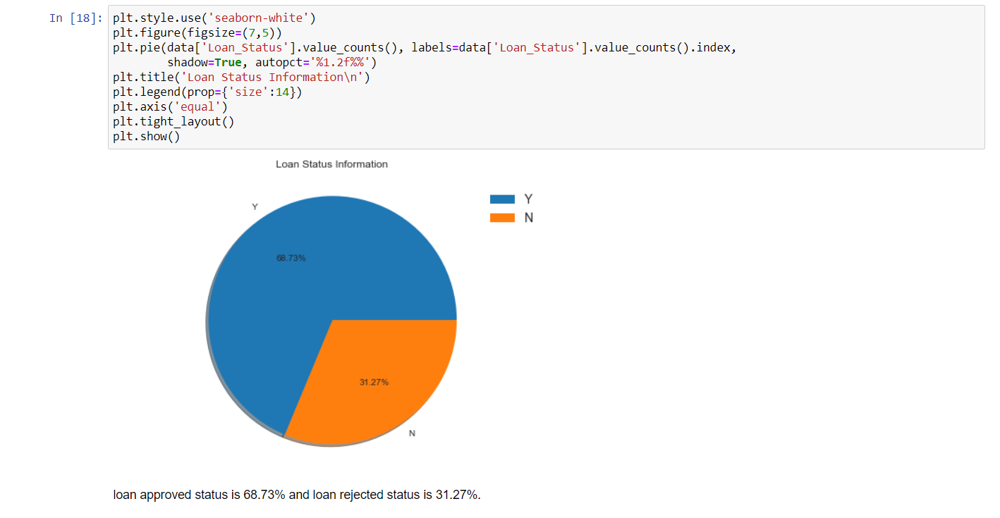 In [18]: plt.style.use('seaborn-white')
plt.figure(figsize=(7,5))
plt.pie(data['Loan_Status'].value_counts(), labels=data['Loan_Status'].value_counts().index,
        shadow=True, autopct='%1.2f%%')
plt.title('Loan Status Information\n')
plt.legend(prop={'size':14})
plt.axis('equal')
plt.tight_layout()
plt.show()
Loan Status Information
Y
N
Y
68.73%
31.27%
N
loan approved status is 68.73% and loan rejected status is 31.27%.